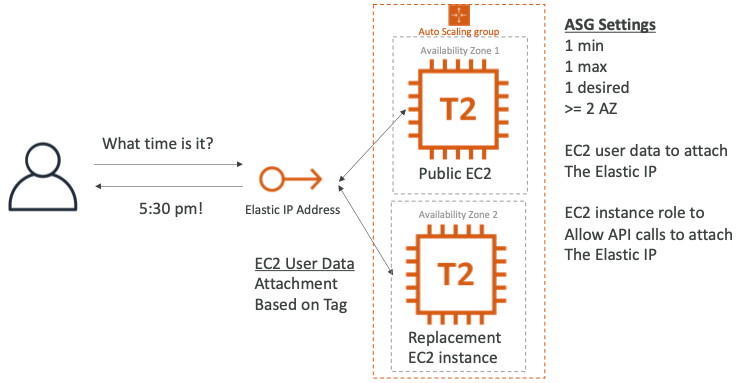 What time is it?
5:30 pm!
Elastic IP Address
EC2 User Data
Attachment
Based on Tag
Auto Scaling group
Availability Zone 1
T2
Public EC2
Availability Zone 2
T2
Replacement
EC2 instance
ASG Settings
1 min
1 max
1 desired
>= 2 AZ
EC2 user data to attach
The Elastic IP
EC2 instance role to
Allow API calls to attach
The Elastic IP